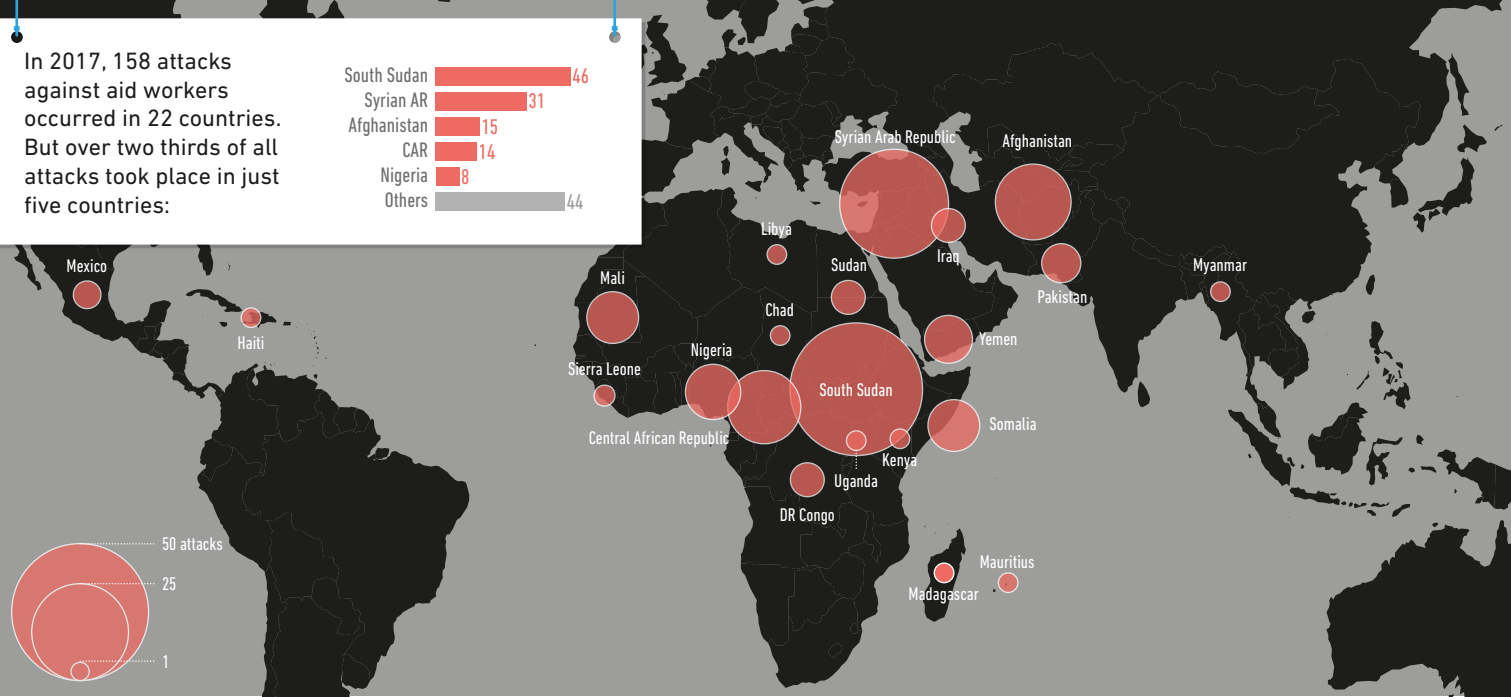 In 2017, 158 attacks
against aid workers
occurred in 22 countries.
But over two thirds of all
attacks took place in just
five countries:
South Sudan 46
Syrian AR 31
Afghanistan 15
CAR 14
Nigeria 8
Others 44
Syrian Arab Republic
Afghanistan
Libya
Iraq
Mexico
Mali
Sudan
Myanmar
Pakistan
Chad
Haiti
Yemen
Nigeria
Sierra Leone
South Sudan
Somalia
Central African Republic
Kenya
Uganda
DR Congo
50 attacks
Mauritius
25
Madagascar
1